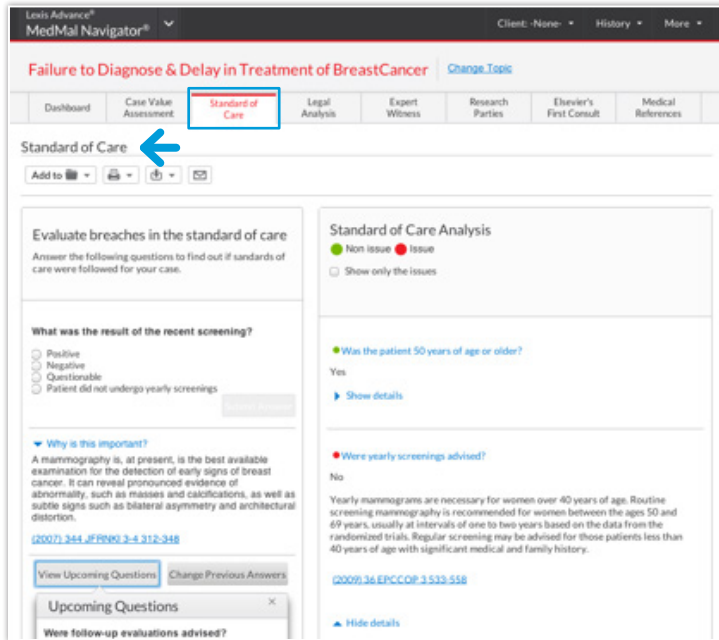 Lexis Advance®
MedMal Navigator®
Client: -None-
History
More
Failure to Diagnose & Delay in Treatment of BreastCancer
Change Topic
Dashboard
Case Value
Assessment
Standard of
Care
Legal
Analysis
Expert
Witness
Research
Parties
Elsevier's
First Consult
Medical
References
Standard of Care
Add to
Evaluate breaches in the standard of care
Answer the following questions to find out if sandards of
care were followed for your case.
What was the result of the recent screening?
Positive
Negative
Questionable
Patient did not undergo yearly screenings
Why is this important?
A mammography is, at present, is the best available
examination for the detection of early signs of breast
cancer. It can reveal pronounced evidence of
abnormality, such as masses and calcifications, as well as
subtle signs such as bilateral asymmetry and architectural
distortion.
(2007) 344 JFRNKI 3-4 312-348
View Upcoming Questions
Change Previous Answers
Upcoming Questions
×
Were follow-up evaluations advised?
Standard of Care Analysis
Non issue
Issue
Show only the issues
Was the patient 50 years of age or older?
Yes
Show details
Were yearly screenings advised?
No
Yearly mammograms are necessary for women over 40 years of age. Routine
screening mammography is recommended for women between the ages 50 and
69 years, usually at intervals of one to two years based on the data from the
randomized trials. Regular screening may be advised for those patients less than
40 years of age with significant medical and family history.
(2009) 36 EPCCOP 3 533-558
Hide details